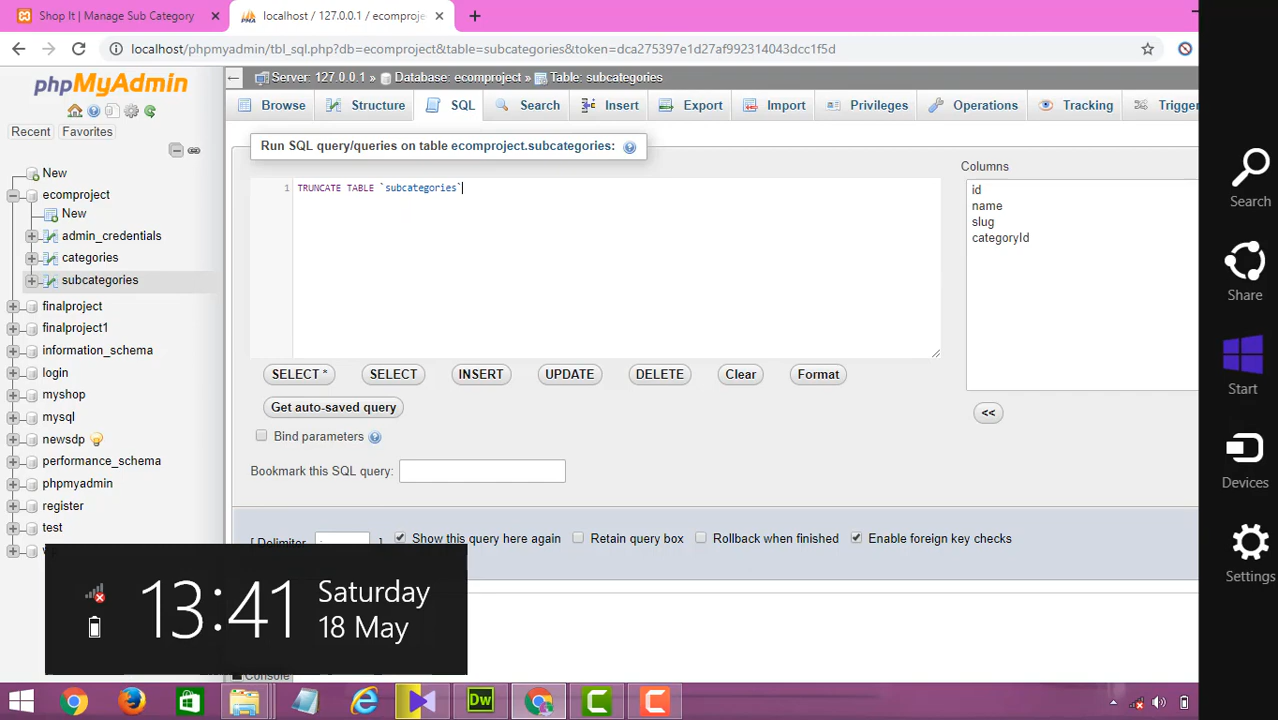 Shop It | Manage Sub Category
localhost / 127.0.0.1 / ecomproje
localhost/phpmyadmin/tbl_sql.php?db=ecomproject&table=subcategories&token=dca275397e1d27af992314043dcc1f5d
phpMyAdmin
Recent Favorites
New
ecomproject
New
admin_credentials
categories
subcategories
finalproject
finalproject1
information_schema
login
myshop
mysql
newsdp
performance_schema
phpmyadmin
register
test
Server: 127.0.0.1 » Database: ecomproject » Table: subcategories
Browse Structure SQL Search Insert Export Import Privileges Operations Tracking Trigger
Run SQL query/queries on table ecomproject.subcategories:
1 TRUNCATE TABLE `subcategories`
Columns
id
name
slug
categoryId
<<
SELECT * SELECT INSERT UPDATE DELETE Clear Format
Get auto-saved query
Bind parameters
Bookmark this SQL query:
[ Delimiter ] Show this query here again Retain query box Rollback when finished Enable foreign key checks
Console
13:41
Saturday
18 May
Search
Share
Start
Devices
Settings
PMA
Dw